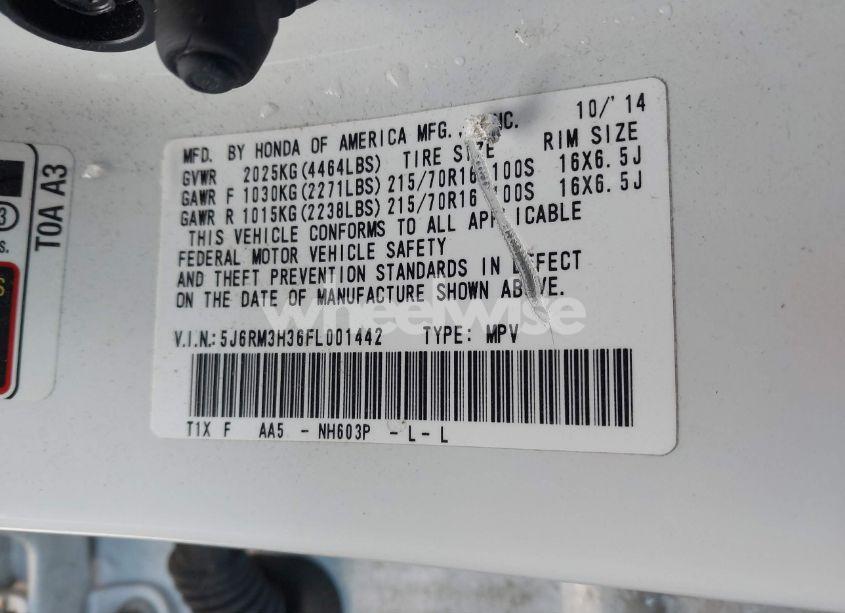 MFD. BY HONDA OF AMERICA MFG., INC. 10/'14
GVWR 2025KG(4464LBS) TIRE SIZE RIM SIZE
GAWR F 1030KG(2271LBS) 215/70R16 100S 16X6.5J
GAWR R 1015KG(2238LBS) 215/70R16 100S 16X6.5J
THIS VEHICLE CONFORMS TO ALL APPLICABLE
FEDERAL MOTOR VEHICLE SAFETY
AND THEFT PREVENTION STANDARDS IN EFFECT
ON THE DATE OF MANUFACTURE SHOWN ABOVE.
V.I.N.: 5J6RM3H36FL001442 TYPE: MPV
T1X F AA5 - NH603P - L - L
T0A A3
wheelwise